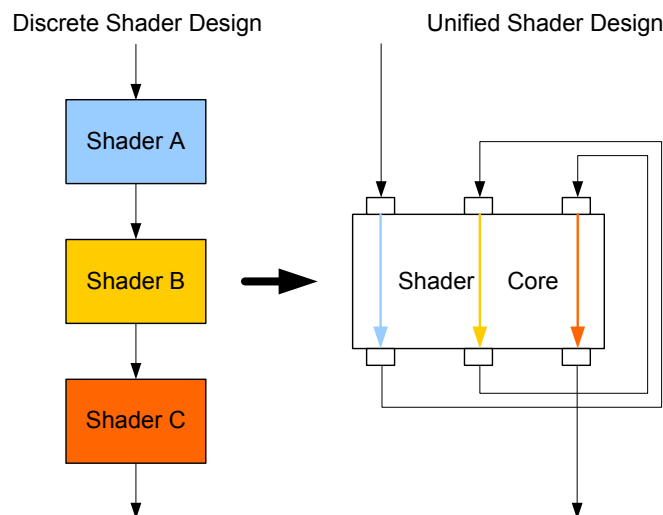 Discrete Shader Design
Unified Shader Design
Shader A
Shader B
Shader C
Shader Core